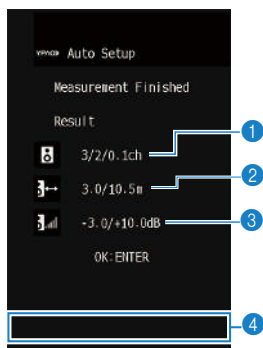 YPAO Auto Setup
Measurement Finished
Result
3/2/0.1ch
1
3.0/10.5m
2
-3.0/+10.0dB
3
OK:ENTER
4